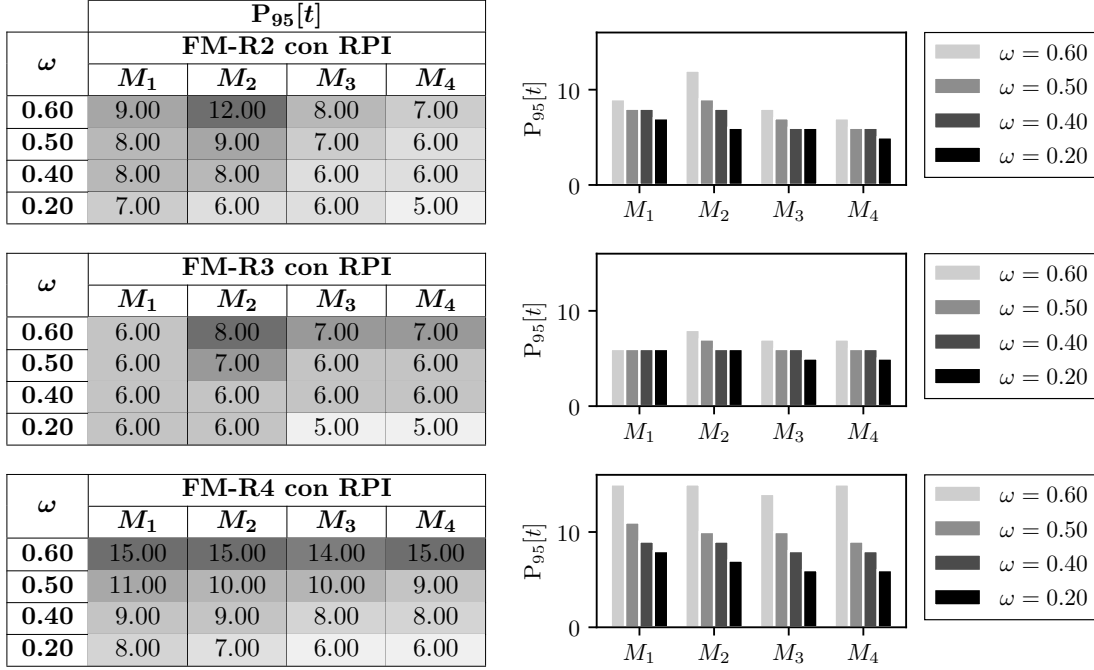 P95[t]
ω FM-R2 con RPI
M1 M2 M3 M4
0.60 9.00 12.00 8.00 7.00
0.50 8.00 9.00 7.00 6.00
0.40 8.00 8.00 6.00 6.00
0.20 7.00 6.00 6.00 5.00
P95[t]
10
0
M1 M2 M3 M4
ω = 0.60
ω = 0.50
ω = 0.40
ω = 0.20
ω FM-R3 con RPI
M1 M2 M3 M4
0.60 6.00 8.00 7.00 7.00
0.50 6.00 7.00 6.00 6.00
0.40 6.00 6.00 6.00 6.00
0.20 6.00 6.00 5.00 5.00
P95[t]
10
0
M1 M2 M3 M4
ω = 0.60
ω = 0.50
ω = 0.40
ω = 0.20
ω FM-R4 con RPI
M1 M2 M3 M4
0.60 15.00 15.00 14.00 15.00
0.50 11.00 10.00 10.00 9.00
0.40 9.00 9.00 8.00 8.00
0.20 8.00 7.00 6.00 6.00
P95[t]
10
0
M1 M2 M3 M4
ω = 0.60
ω = 0.50
ω = 0.40
ω = 0.20